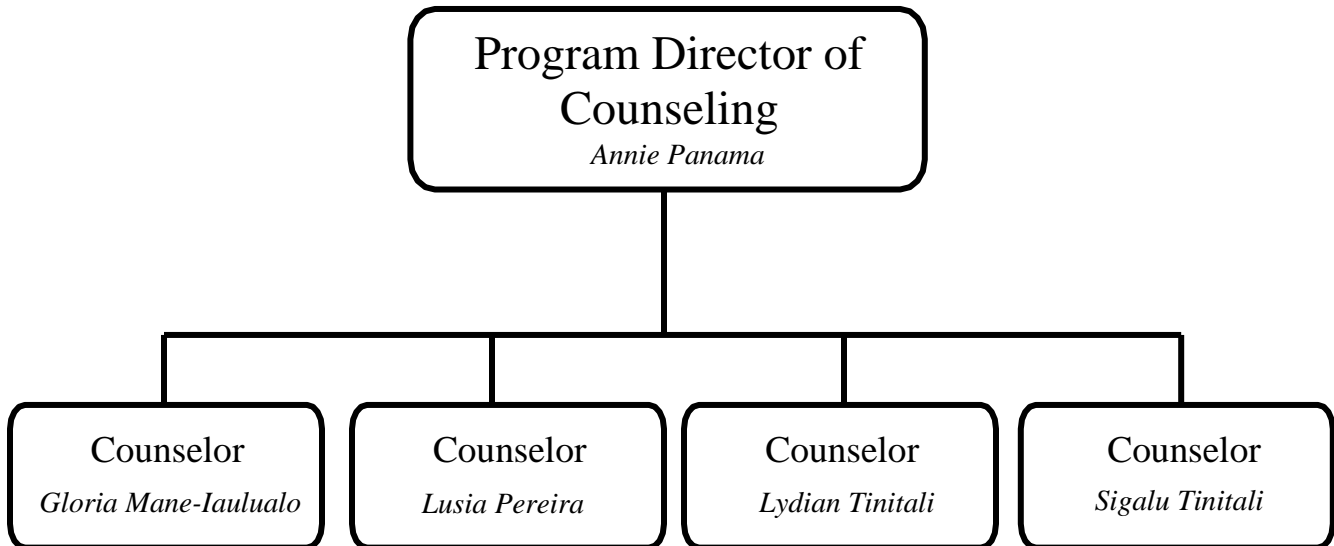 Program Director of
Counseling
Annie Panama
Counselor
Gloria Mane-Iaulualo
Counselor
Lusia Pereira
Counselor
Lydian Tinitali
Counselor
Sigalu Tinitali